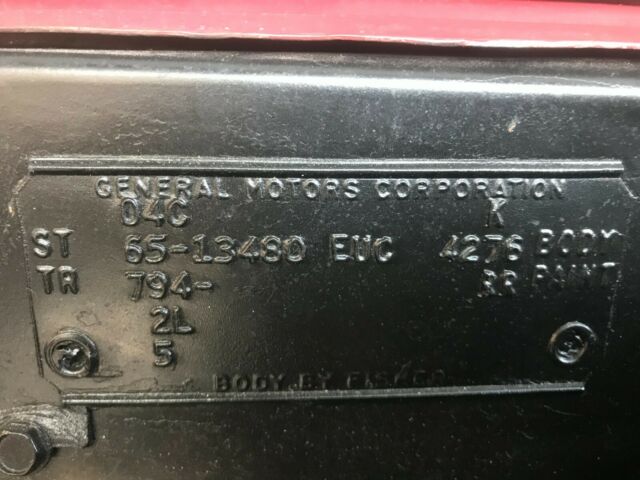 GENERAL MOTORS CORPORATION
04C K
ST 65-13480 EUC 4276 BODY
TR 794- RR PAINT
2L
5
BODY BY FISHER